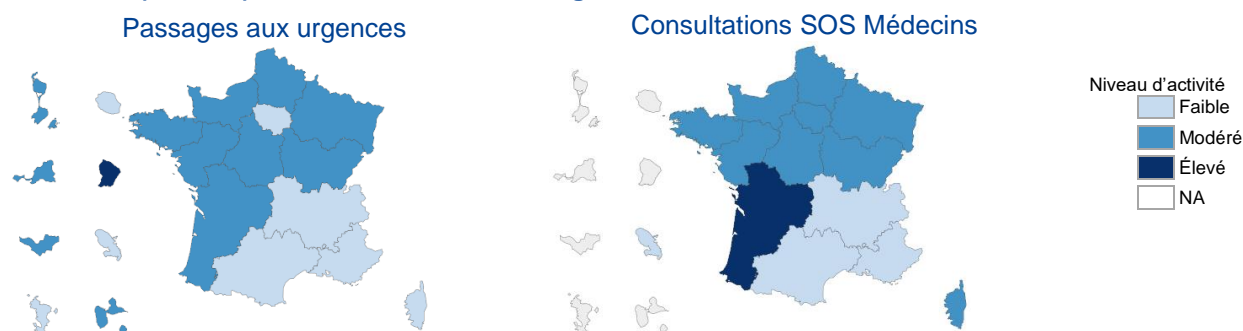 Passages aux urgences
Consultations SOS Médecins
Niveau d'activité
Faible
Modéré
Élevé
NA